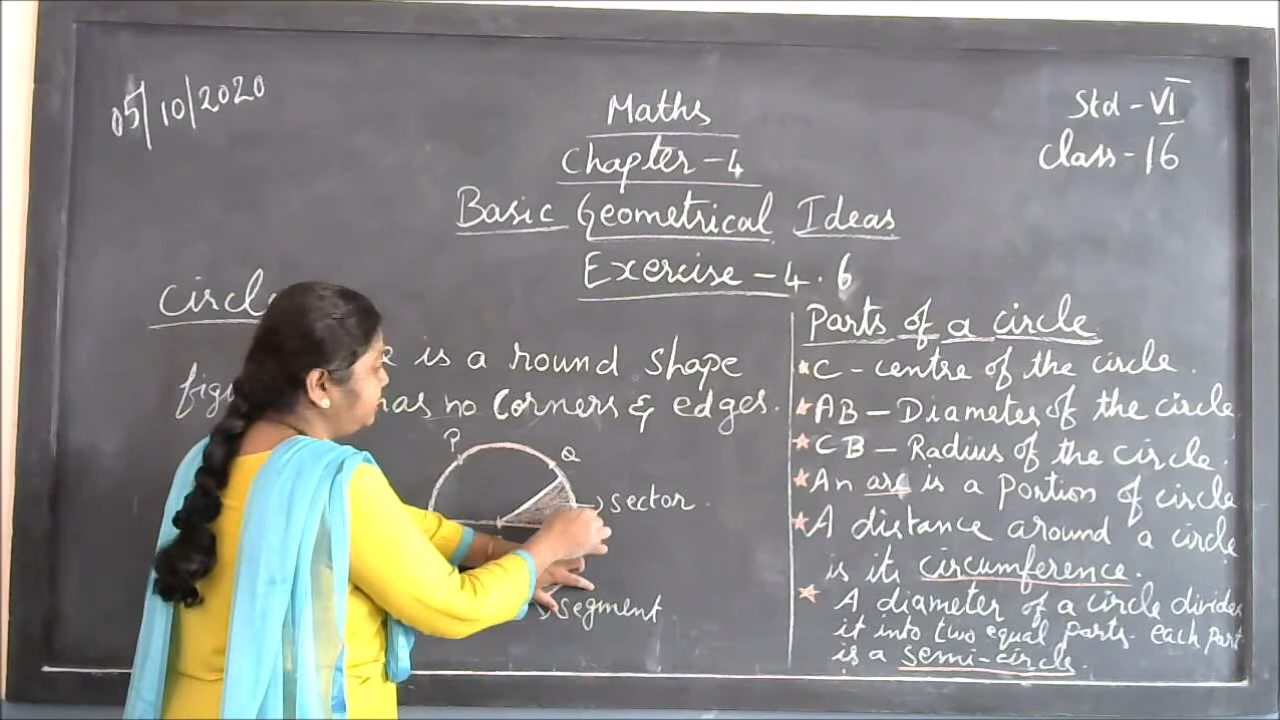 05/10/2020
Maths
Std - VI
Chapter - 4
Class - 16
Basic Geometrical Ideas
Exercise - 4.6
Circle
is a round shape
has no Corners & edges.
P
Q
Sector.
Segment.
Parts of a circle
C - centre of the circle.
AB - Diameter of the circle
CB - Radius of the circle.
An arc is a portion of circle
A distance around a circle
is its circumference.
A diameter of a circle divides
it into two equal parts. each part
is a semi-circle.